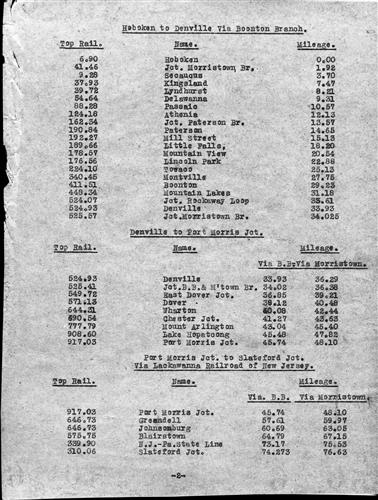 Hoboken to Denville Via Boonton Branch.
Top Rail. Name. Mileage.
6.90 Hoboken 0.00
41.46 Jct. Morristown Br. 1.92
9.28 Secaucus 3.70
37.93 Kingsland 7.47
39.72 Lyndhurst 8.21
54.64 Delawanna 9.31
88.28 Passaic 10.57
124.18 Athenia 12.13
162.34 Jct. Paterson Br. 13.57
190.84 Paterson 14.65
192.27 Mill Street 15.13
189.66 Little Falls, 18.20
178.57 Mountain View 20.54
176.56 Lincoln Park 22.88
224.10 Towaco 25.13
340.45 Montville 27.75
411.51 Boonton 29.23
449.34 Mountain Lakes 31.18
524.07 Jct. Rockaway Loop 33.61
524.93 Denville 33.93
525.57 Jct.Morristown Br. 34.025
Denville to Port Morris Jct.
Top Rail. Name. Mileage.
Via B.B. Via Morristown.
524.93 Denville 33.93 36.29
525.41 Jct.B.B.& M'town Br. 34.02 36.38
549.72 East Dover Jct. 36.85 39.21
571.13 Dover 38.12 40.48
644.31 Wharton 40.08 42.44
690.54 Chester Jct. 41.27 43.63
777.79 Mount Arlington 43.04 45.40
908.60 Lake Hopatcong 45.48 47.82
917.03 Port Morris Jct. 45.74 48.10
Port Morris Jct. to Slateford Jct.
Via Lackawanna Railroad of New Jersey.
Top Rail. Name. Mileage.
Via. B.B. Via Morristown.
917.03 Port Morris Jct. 45.74 48.10
646.73 Greendell 57.61 59.97
646.73 Johnsonburg 60.69 63.05
575.75 Blairstown 64.79 67.15
339.90 N.J.-Pa.State Line 73.17 75.53
310.06 Slateford Jct. 74.273 76.63
-2-